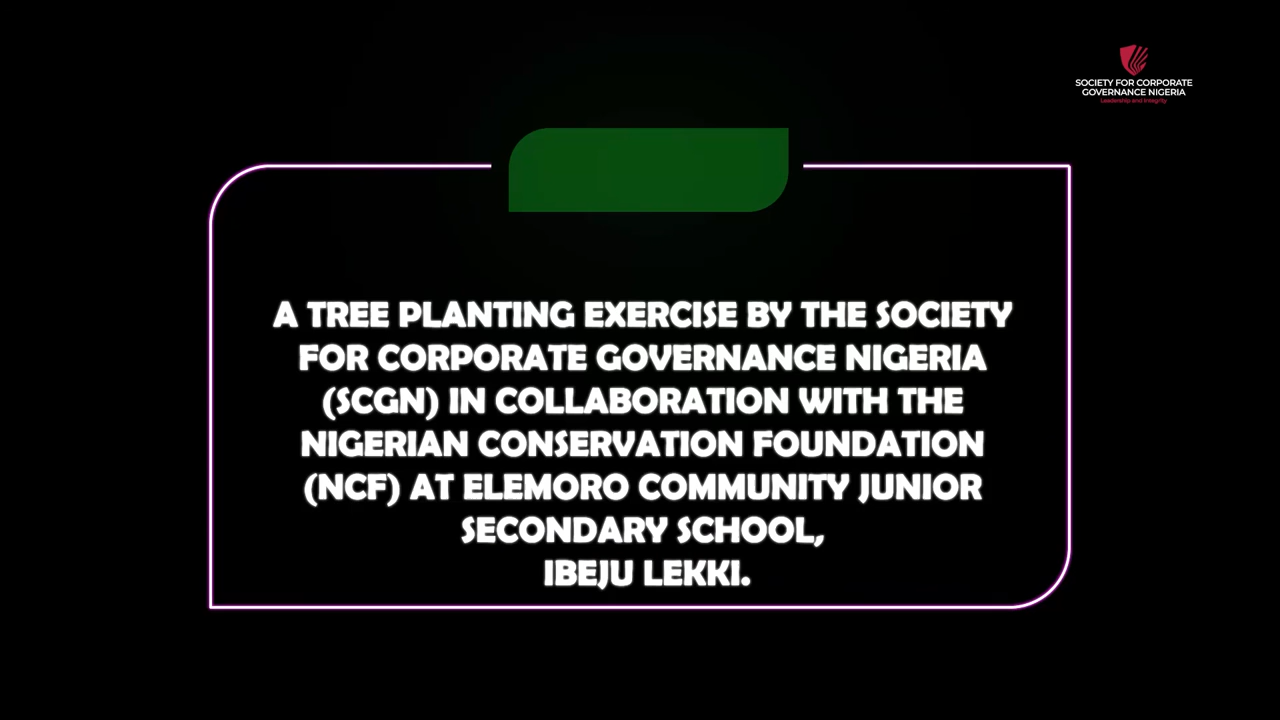 SOCIETY FOR CORPORATE
GOVERNANCE NIGERIA
Leadership and Integrity
A TREE PLANTING EXERCISE BY THE SOCIETY
FOR CORPORATE GOVERNANCE NIGERIA
(SCGN) IN COLLABORATION WITH THE
NIGERIAN CONSERVATION FOUNDATION
(NCF) AT ELEMORO COMMUNITY JUNIOR
SECONDARY SCHOOL,
IBEJU LEKKI.